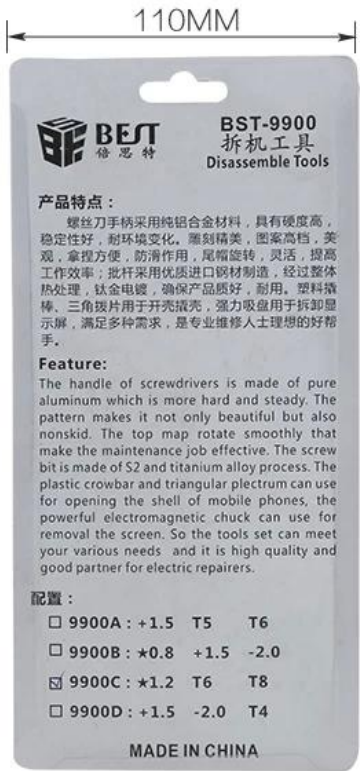 110MM
BEST
倍思特
BST-9900
拆机工具
Disassemble Tools
产品特点：
螺丝刀手柄采用纯铝合金材料，具有硬度高，
稳定性好，耐环境变化。雕刻精美，图案高档，美
观，拿捏方便，防滑作用，尾帽旋转，灵活，提高
工作效率；批杆采用优质进口钢材制造，经过整体
热处理，钛金电镀，确保产品质好，耐用。塑料撬
棒、三角拨片用于开壳撬壳，强力吸盘用于拆卸显
示屏，满足多种需求，是专业维修人士理想的好帮
手。
Feature:
The handle of screwdrivers is made of pure
aluminum which is more hard and steady. The
pattern makes it not only beautiful but also
nonskid. The top map rotate smoothly that
make the maintenance job effective. The screw
bit is made of S2 and titanium alloy process. The
plastic crowbar and triangular plectrum can use
for opening the shell of mobile phones, the
powerful electromagnetic chuck can use for
removal the screen. So the tools set can meet
your various needs and it is high quality and
good partner for electric repairers.
配置：
☐ 9900A : +1.5 T5 T6
☐ 9900B : ★0.8 +1.5 -2.0
☑ 9900C : ★1.2 T6 T8
☐ 9900D : +1.5 -2.0 T4
MADE IN CHINA